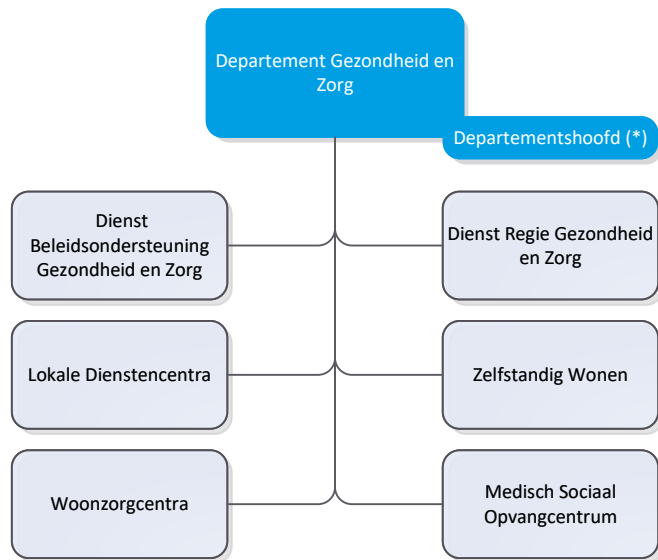 Departement Gezondheid en
Zorg
Departementshoofd (*)
Dienst
Beleidsondersteuning
Gezondheid en Zorg
Dienst Regie Gezondheid
en Zorg
Lokale Dienstencentra
Zelfstandig Wonen
Woonzorgcentra
Medisch Sociaal
Opvangcentrum